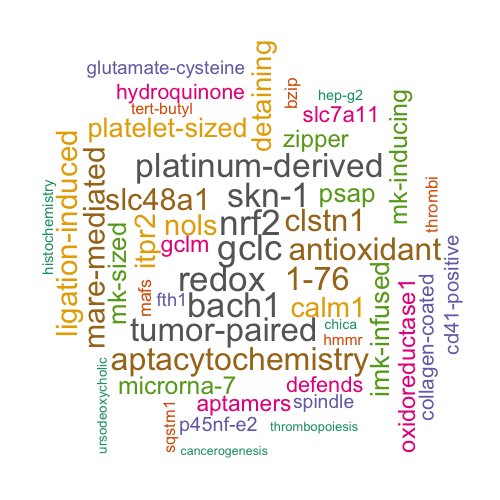 glutamate-cysteine
hydroquinone
tert-butyl
platelet-sized
detaining
bzip
hep-g2
slc7a11
zipper
mk-inducing
platinum-derived
histochemistry
ligation-induced
mare-mediated
slc48a1
skn-1
psap
thrombi
mk-sized
itpr2
nols
nrf2
clstn1
gclm
gclc
antioxidant
redox
1-76
mafs
fth1
bach1
calm1
imk-infused
oxidoreductase1
collagen-coated
cd41-positive
tumor-paired
chica
hmmr
aptacytochemistry
ursodeoxycholic
microrna-7
defends
aptamers
spindle
sqstm1
p45nf-e2
thrombopoiesis
cancerogenesis